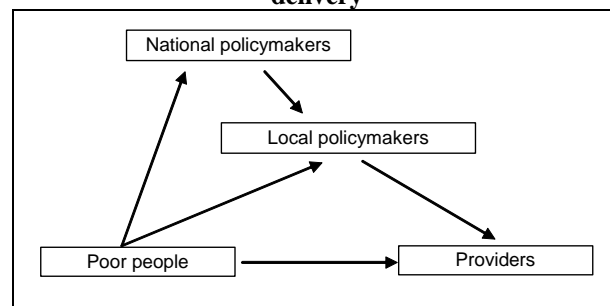 delivery
National policymakers
Local policymakers
Poor people
Providers